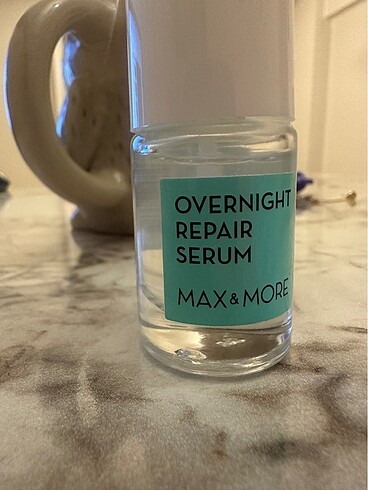 OVERNIGHT
REPAIR
SERUM
MAX & MORE